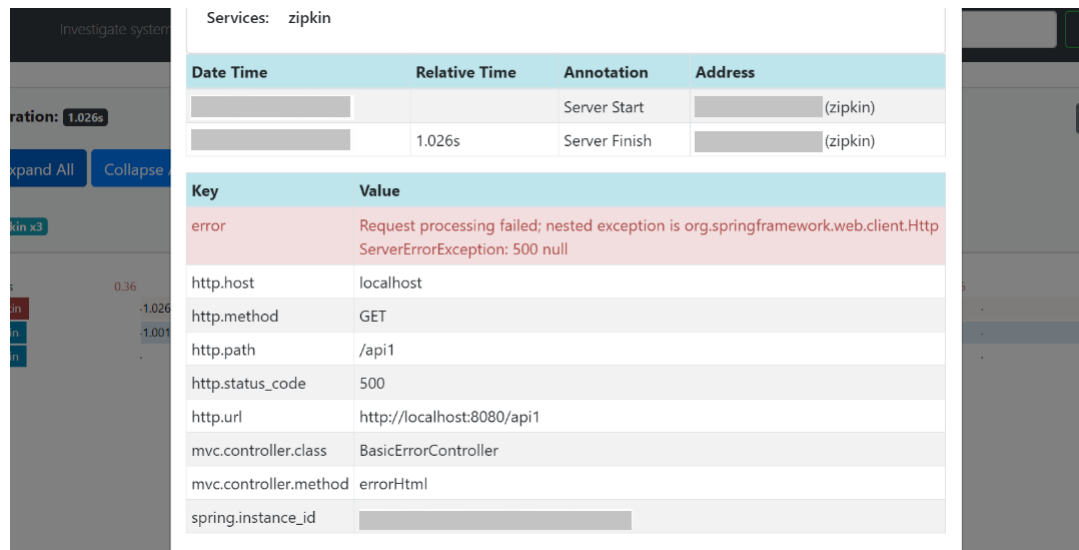 Investigate system
Services: zipkin
Date Time Relative Time Annotation Address
Server Start (zipkin)
1.026s Server Finish (zipkin)
ration: 1.026s
xpand All Collapse
kin x3
Key Value
error Request processing failed; nested exception is org.springframework.web.client.Http
ServerErrorException: 500 null
http.host localhost
http.method GET
http.path /api1
http.status_code 500
http.url http://localhost:8080/api1
mvc.controller.class BasicErrorController
mvc.controller.method errorHtml
spring.instance_id
0.36
in -1.026
in -1.001
in